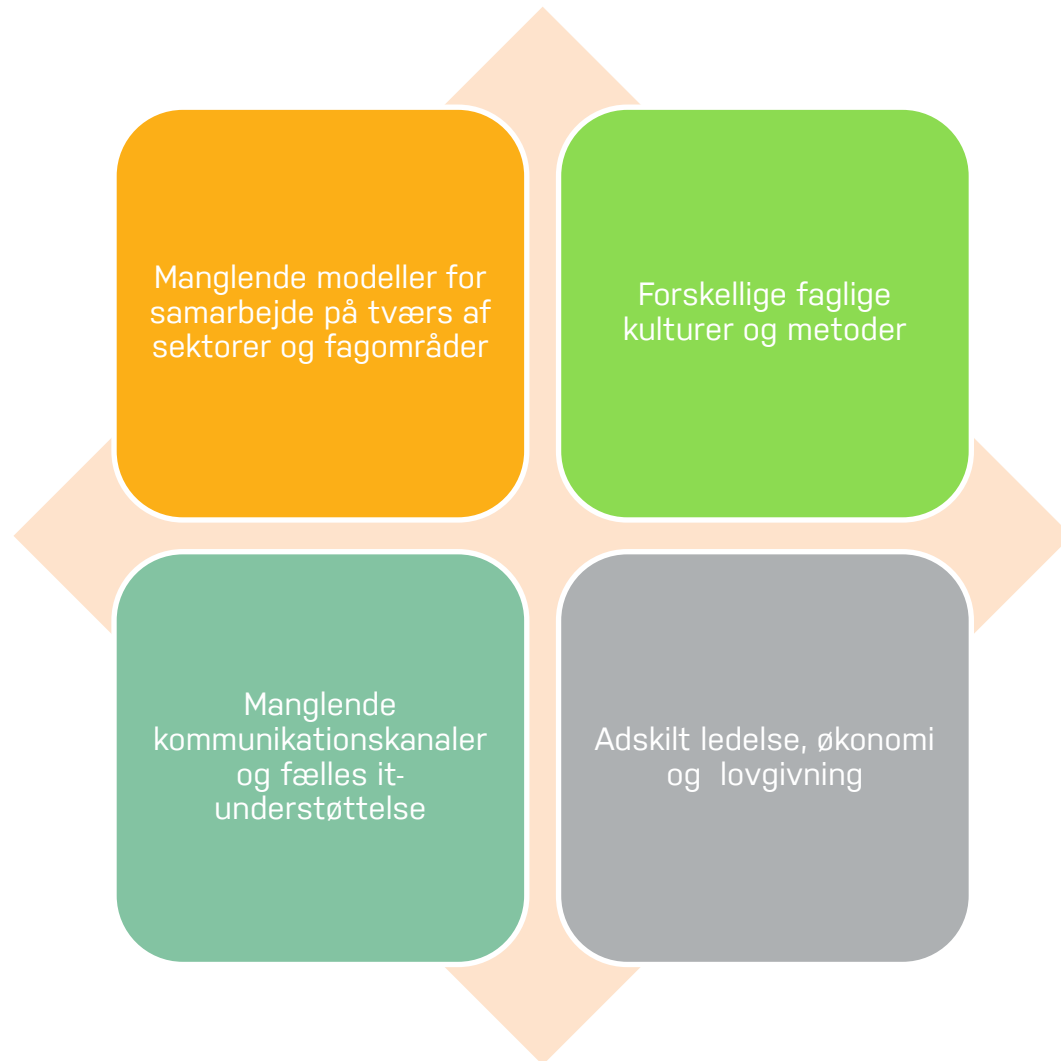 Manglende modeller for
samarbejde på tværs af
sektorer og fagområder
Forskellige faglige
kulturer og metoder
Manglende
kommunikationskanaler
og fælles it-
understøttelse
Adskilt ledelse, økonomi
og  lovgivning